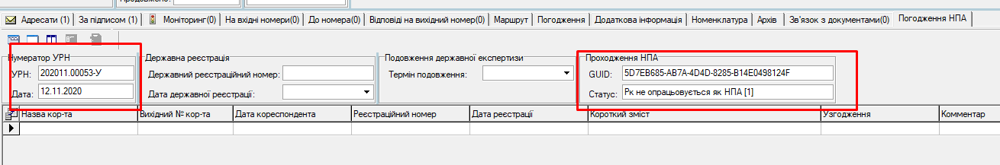 Адресати (1) За підписом (1) Моніторинг(0) На вхідні номери(0) До номера(0) Відповіді на вихідний номер(0) Маршрут Погодження Додаткова інформація Номенклатура Архів Зв'язок з документами(0) Погодження НПА
Нумератор УРН Державна реєстрація Подовження державної експертизи Проходження НПА
УРН: 202011.00053-У Державний реєстраційний номер: Термін подовження: GUID: 5D7EB685-AB7A-4D4D-8285-B14E0498124F
Дата: 12.11.2020 Дата державної реєстрації: Статус: Рк не опрацьовується як НПА [1]
Назва кор-та Вихідний № кор-та Дата кореспондента Реєстраційний номер Дата реєстрації Короткий зміст Узгодження Комментар